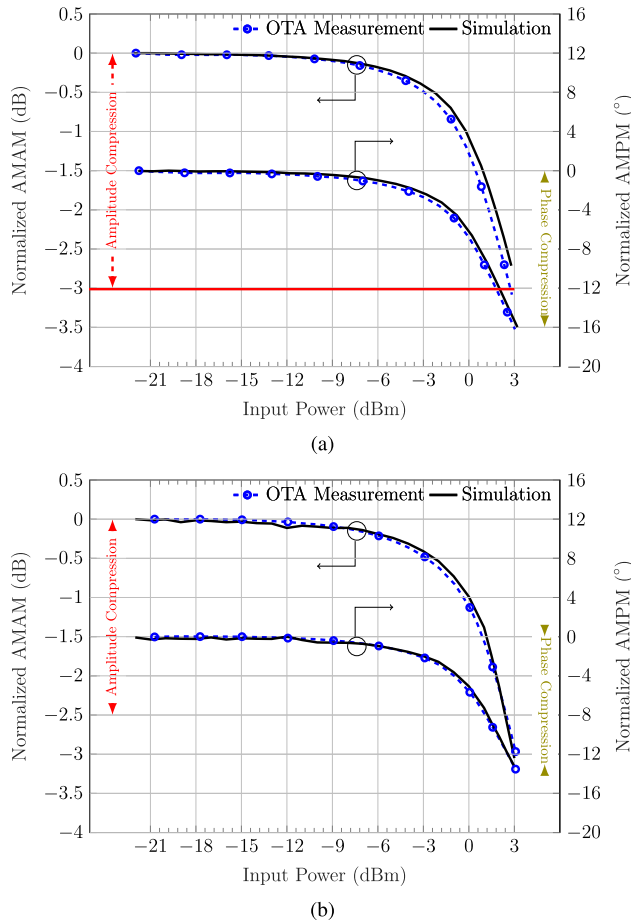 OTA Measurement Simulation
0.5
0
−0.5
−1
−1.5
−2
−2.5
−3
−3.5
−4
16
12
8
4
0
−4
−8
−12
−16
−20
Normalized AMAM (dB)
Amplitude Compression
Phase Compression
Normalized AMPM (°)
−21 −18 −15 −12 −9 −6 −3 0 3
Input Power (dBm)
(a)
OTA Measurement Simulation
0.5
0
−0.5
−1
−1.5
−2
−2.5
−3
−3.5
−4
16
12
8
4
0
−4
−8
−12
−16
−20
Normalized AMAM (dB)
Amplitude Compression
Phase Compression
Normalized AMPM (°)
−21 −18 −15 −12 −9 −6 −3 0 3
Input Power (dBm)
(b)